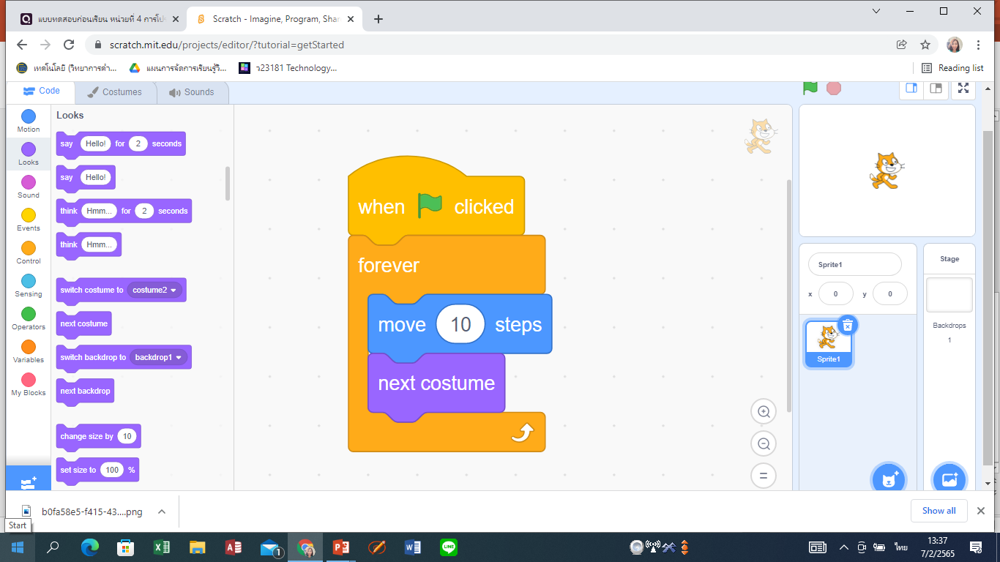 แบบทดสอบก่อนเรียน หน่วยที่ 4 การโปร
Scratch - Imagine, Program, Shar
scratch.mit.edu/projects/editor/?tutorial=getStarted
เทคโนโลยี (วิทยาการคำ...
แผนการจัดการเรียนรู้วิ...
ว23181 Technology...
Reading list
Code
Costumes
Sounds
Motion
Looks
Sound
Events
Control
Sensing
Operators
Variables
My Blocks
Looks
say Hello! for 2 seconds
say Hello!
think Hmm... for 2 seconds
think Hmm...
switch costume to costume2
next costume
switch backdrop to backdrop1
next backdrop
change size by 10
set size to 100 %
when clicked
forever
move 10 steps
next costume
Sprite1
x 0 y 0
Sprite1
Stage
Backdrops
1
b0fa58e5-f415-43....png
Show all
Start
1
ไทย
13:37
7/2/2565